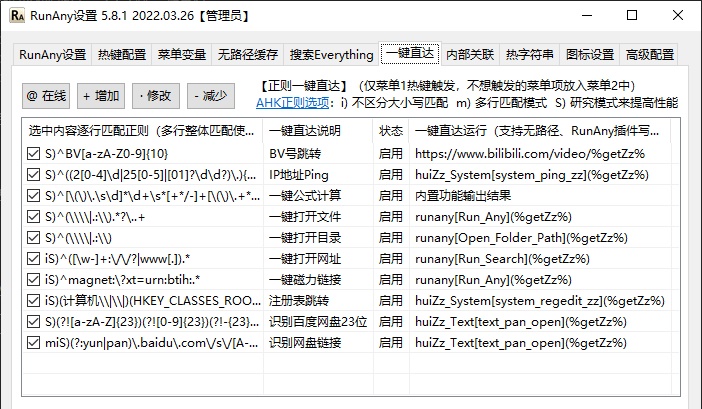 RunAny设置 5.8.1 2022.03.26【管理员】
RunAny设置 热键配置 菜单变量 无路径缓存 搜索Everything 一键直达 内部关联 热字符串 图标设置 高级配置
@ 在线 + 增加 · 修改 - 减少
【正则一键直达】（仅菜单1热键触发，不想触发的菜单项放入菜单2中）
AHK正则选项：i) 不区分大小写匹配 m) 多行匹配模式 S) 研究模式来提高性能
选中内容逐行匹配正则（多行整体匹配使... 一键直达说明 状态 一键直达运行（支持无路径、RunAny插件写...
S)^BV[a-zA-Z0-9]{10} BV号跳转 启用 https://www.bilibili.com/video/%getZz%
S)^((2[0-4]\d|25[0-5]|[01]?\d\d?)\.){... IP地址Ping 启用 huiZz_System[system_ping_zz](%getZz%)
S)^[\(\)\.\s\d]*\d+\s*[+*/-]+[\(\)\.+*... 一键公式计算 启用 内置功能输出结果
S)^(\\\\|.:\\).*?\..+ 一键打开文件 启用 runany[Run_Any](%getZz%)
S)^(\\\\|.:\\) 一键打开目录 启用 runany[Open_Folder_Path](%getZz%)
iS)^([\w-]+:\/\/?|www[.]).* 一键打开网址 启用 runany[Run_Search](%getZz%)
iS)^magnet:\?xt=urn:btih:.* 一键磁力链接 启用 runany[Run_Any](%getZz%)
iS)(计算机\\|\\|)(HKEY_CLASSES_ROO... 注册表跳转 启用 huiZz_System[system_regedit_zz](%getZz%)
S)(?![a-zA-Z]{23})(?![0-9]{23})(?!-{23}... 识别百度网盘23位 启用 huiZz_Text[text_pan_open](%getZz%)
miS)(?:yun|pan)\.baidu\.com\/s\/[A-... 识别网盘链接 启用 huiZz_Text[text_pan_open](%getZz%)